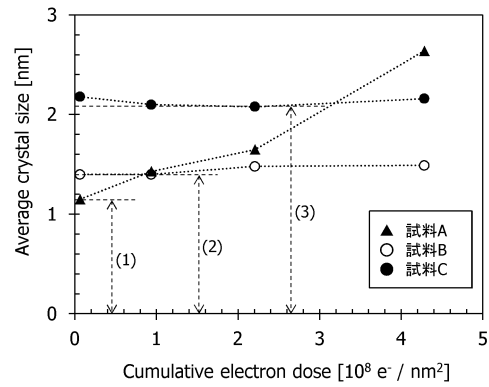 3
2
1
0
Average crystal size [nm]
(1)
(2)
(3)
▲ 試料A
○ 試料B
● 試料C
0 1 2 3 4 5
Cumulative electron dose [10⁸ e⁻ / nm²]